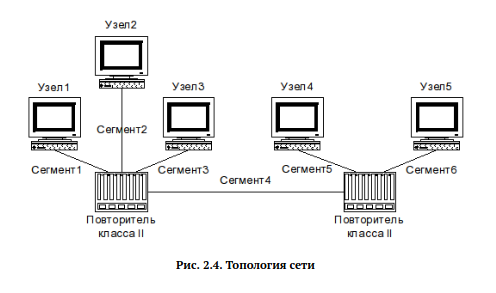 Узел2
Узел1
Узел3
Узел4
Узел5
Сегмент2
Сегмент1
Сегмент3
Сегмент4
Сегмент5
Сегмент6
Повторитель
класса II
Повторитель
класса II
Рис. 2.4. Топология сети